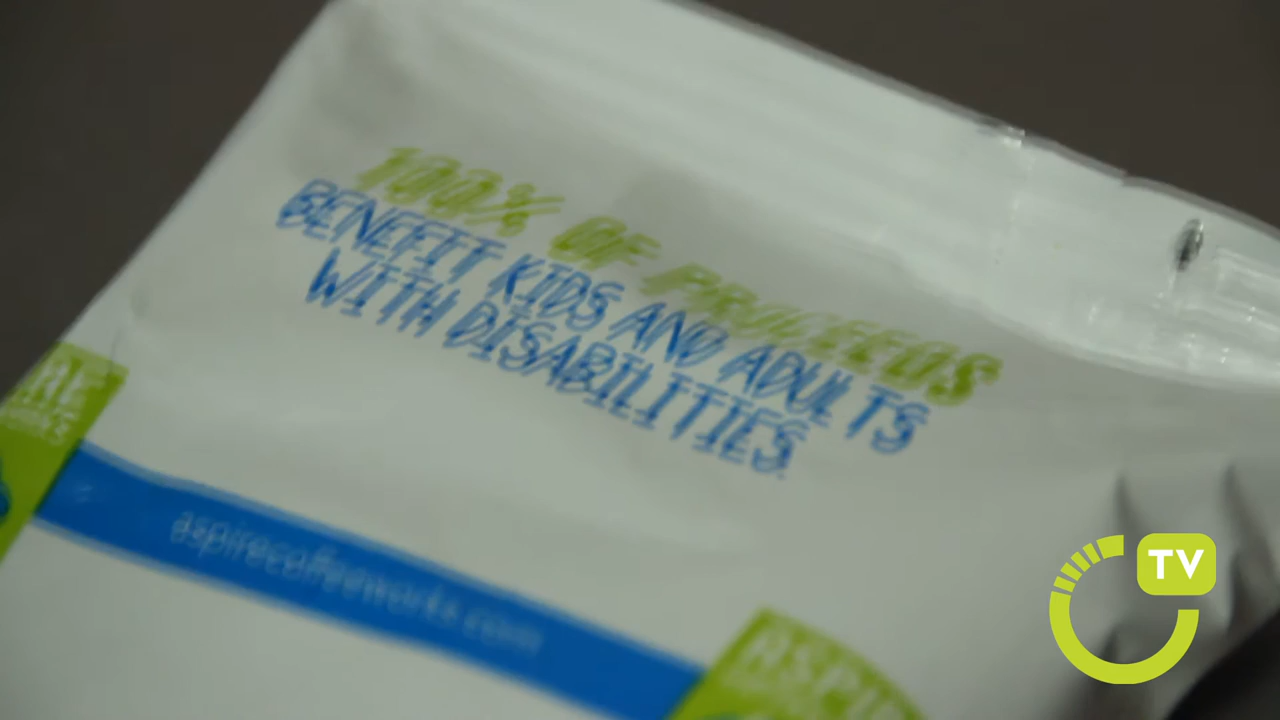 100% OF PROCEEDS
BENEFIT KIDS AND ADULTS
WITH DISABILITIES.
aspirecoffeeworks.com
TV